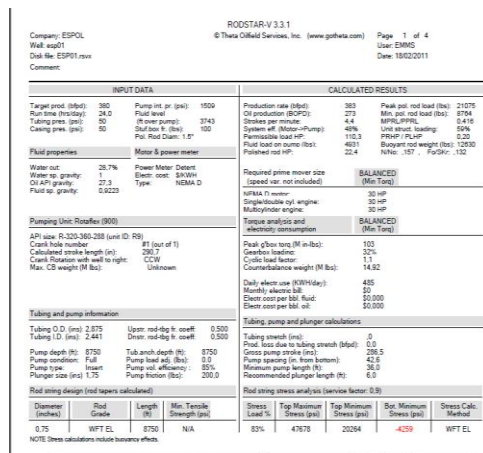 RODSTAR-V 3.3.1
Company: ESPOL
© Theta Oilfield Services, Inc. (www.gotheta.com)
Page 1 of 4
Well: esp01
User: EMMS
Disk file: ESP01.rsvx
Date: 18/02/2011
Comment:
INPUT DATA
Target prod. (bfpd): 380
Run time (hrs/day): 24,0
Tubing pres. (psi): 50
Casing pres. (psi): 50
Pump int. pr. (psi): 1509
Fluid level
(ft over pump): 3743
Stuf.box fr. (lbs): 100
Pol. Rod Diam: 1.5"
Fluid properties
Motor & power meter
Water cut: 28,7%
Water sp. gravity: 1
Oil API gravity: 27,3
Fluid sp. gravity: 0,9223
Power Meter: Detent
Electr. cost: $/KWH
Type: NEMA D
Pumping Unit: Rotaflex (900)
API size: R-320-360-288 (unit ID: R9)
Crank hole number #1 (out of 1)
Calculated stroke length (in): 290,7
Crank Rotation with well to right: CCW
Max. CB weight (M lbs): Unknown
Tubing and pump information
Tubing O.D. (ins) 2,875 Upstr. rod-tbg fr. coeff: 0,500
Tubing I.D. (ins): 2,441 Dnstr. rod-tbg fr. coeff: 0,500
Pump depth (ft): 8750 Tub.anch.depth (ft): 8750
Pump condition: Full Pump load adj. (lbs): 0.0
Pump type: Insert Pump vol. efficiency : 85%
Plunger size (ins) 1,75 Pump friction (lbs): 200,0
Rod string design (rod tapers calculated)
Diameter (inches) Rod Grade Length (ft) Min. Tensile Strength (psi)
0,75 WFT EL 8750 N/A
NOTE Stress calculations include buoyancy effects.
CALCULATED RESULTS
Production rate (bfpd): 383 Peak pol. rod load (lbs): 21075
Oil production (BOPD): 273 Min. pol. rod load (lbs): 8764
Strokes per minute: 4,4 MPRL/PPRL 0,416
System eff. (Motor->Pump): 48% Unit struct. loading: 59%
Permissible load HP: 110,3 PRHP / PLHP 0,20
Fluid load on pump (lbs): 4931 Buoyant rod weight (lbs): 12630
Polished rod HP: 22,4 N/No: ,157 , Fo/SKr: ,132
Required prime mover size (speed var. not included) BALANCED (Min Torq)
NEMA D motor: 30 HP
Single/double cyl. engine: 30 HP
Multicylinder engine: 30 HP
Torque analysis and electricity consumption BALANCED (Min Torq)
Peak g'box torq.(M in-lbs): 103
Gearbox loading: 32%
Cyclic load factor: 1,1
Counterbalance weight (M lbs): 14,92
Daily electr.use (KWH/day): 485
Monthly electric bill: $0
Electr.cost per bbl. fluid: $0,000
Electr.cost per bbl. oil: $0,000
Tubing, pump and plunger calculations
Tubing stretch (ins): ,0
Prod. loss due to tubing stretch (bfpd): 0,0
Gross pump stroke (ins): 286,5
Pump spacing (in. from bottom): 42,6
Minimum pump length (ft): 36,0
Recommended plunger length (ft): 6,0
Rod string stress analysis (service factor: 0,9)
Stress Load % Top Maximum Stress (psi) Top Minimum Stress (psi) Bot. Minimum Stress (psi) Stress Calc. Method
83% 47678 20264 -4259 WFT EL